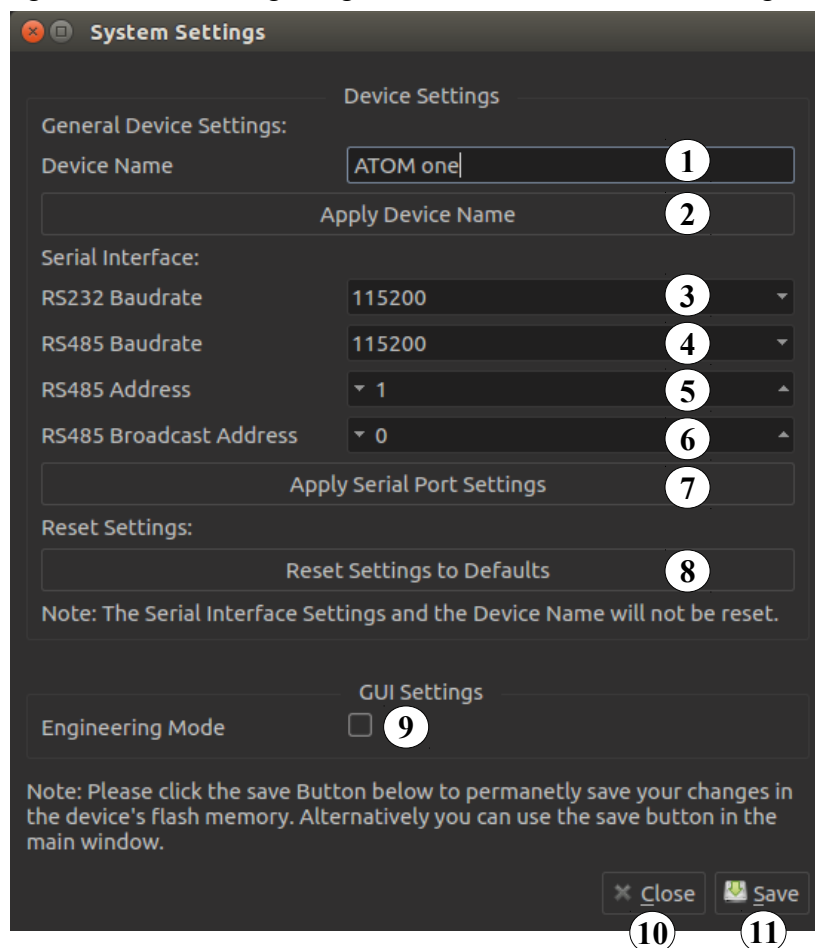 System Settings
Device Settings
General Device Settings:
Device Name ATOM one 1
Apply Device Name 2
Serial Interface:
RS232 Baudrate 115200 3
RS485 Baudrate 115200 4
RS485 Address 1 5
RS485 Broadcast Address 0 6
Apply Serial Port Settings 7
Reset Settings:
Reset Settings to Defaults 8
Note: The Serial Interface Settings and the Device Name will not be reset.
GUI Settings
Engineering Mode 9
Note: Please click the save Button below to permanetly save your changes in
the device's flash memory. Alternatively you can use the save button in the
main window.
Close Save
10 11